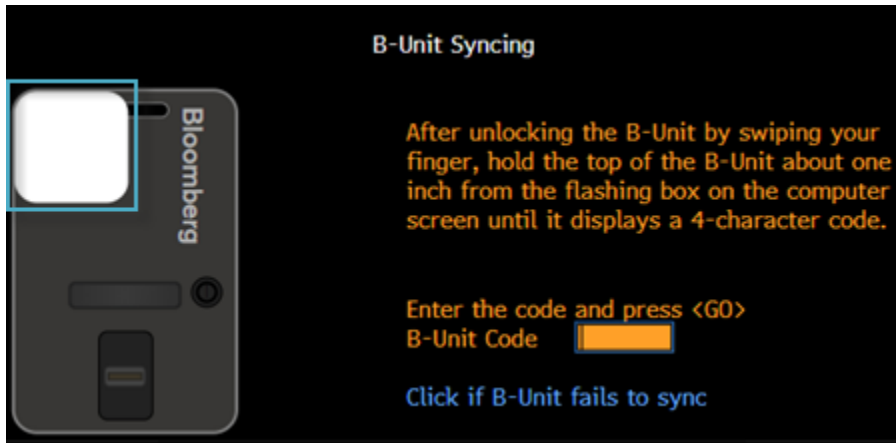 B-Unit Syncing
Bloomberg
After unlocking the B-Unit by swiping your
finger, hold the top of the B-Unit about one
inch from the flashing box on the computer
screen until it displays a 4-character code.
Enter the code and press <GO>
B-Unit Code
Click if B-Unit fails to sync